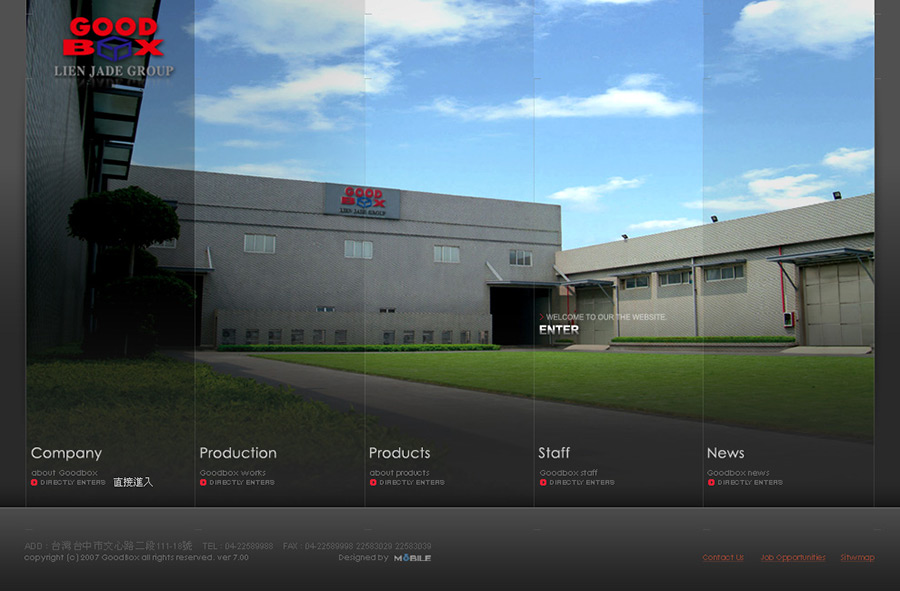 GOOD
BOX
LIEN JADE GROUP
GOOD
BOX
LIEN JADE GROUP
WELCOME TO OUR THE WEBSITE.
ENTER
Company
Production
Products
Staff
News
about Goodbox
Goodbox works
about products
Goodbox staff
Goodbox news
DIRECTLY ENTERS 直接進入
DIRECTLY ENTERS
DIRECTLY ENTERS
DIRECTLY ENTERS
DIRECTLY ENTERS
ADD : 台灣台中市文心路二段111-18號 TEL : 04-22589988 FAX : 04-22589998 22583029 22583039
copyright (c) 2007 GoodBox all rights reserved. ver 7.00 Designed by MOBILE
Contact Us Job Opportunities Sitwmap